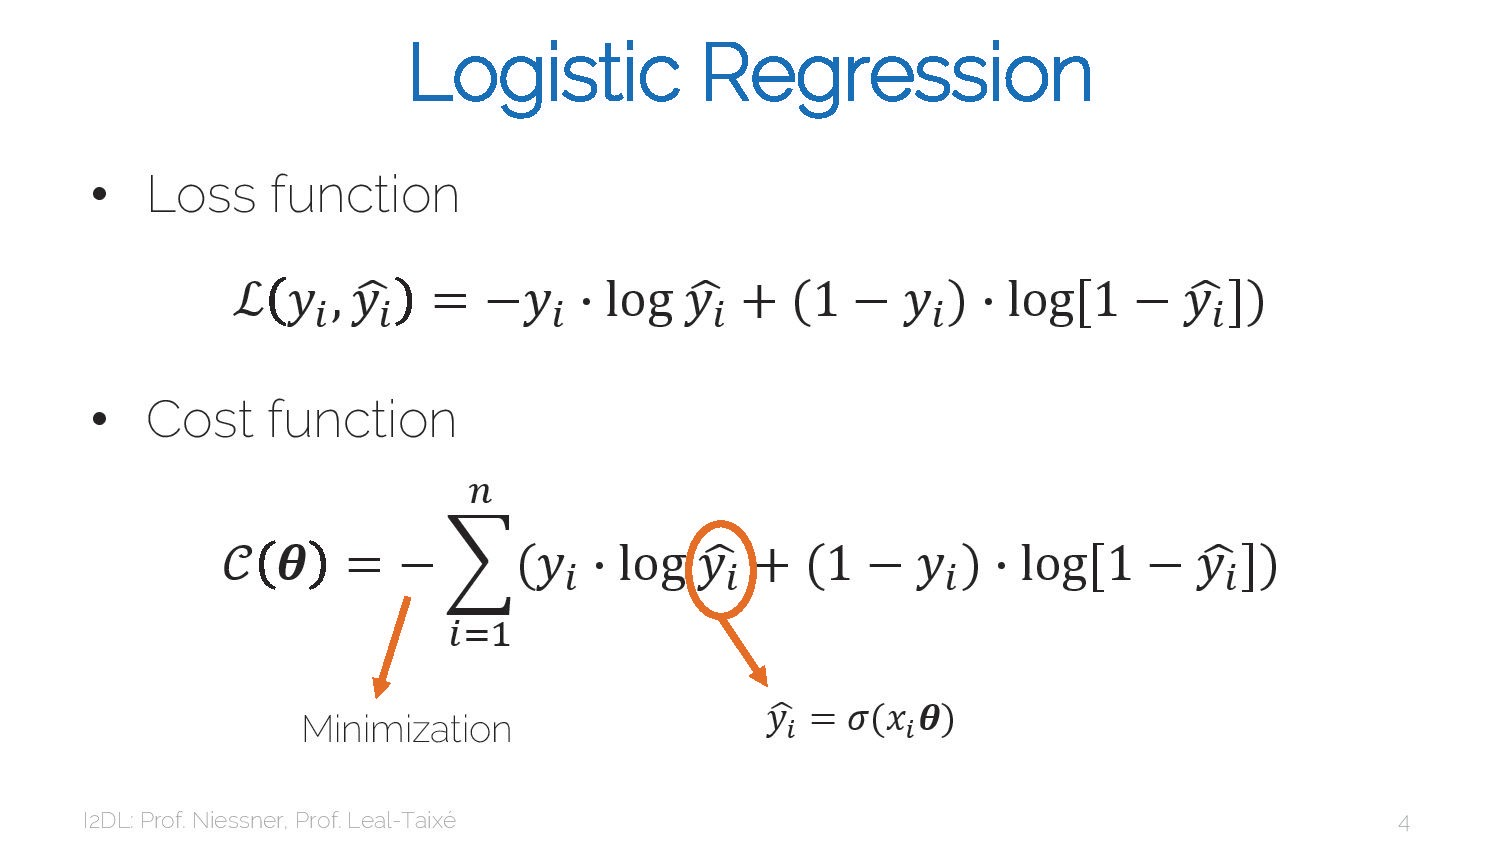 Logistic Regression
• Loss function
ℒ(yᵢ, ŷᵢ) = −yᵢ · log ŷᵢ + (1 − yᵢ) · log[1 − ŷᵢ])
• Cost function
𝒞(𝜽) = − ∑ᵢ₌₁ⁿ (yᵢ · log ŷᵢ + (1 − yᵢ) · log[1 − ŷᵢ])
Minimization
ŷᵢ = σ(xᵢ𝜽)
I2DL: Prof. Niessner, Prof. Leal-Taixé
4